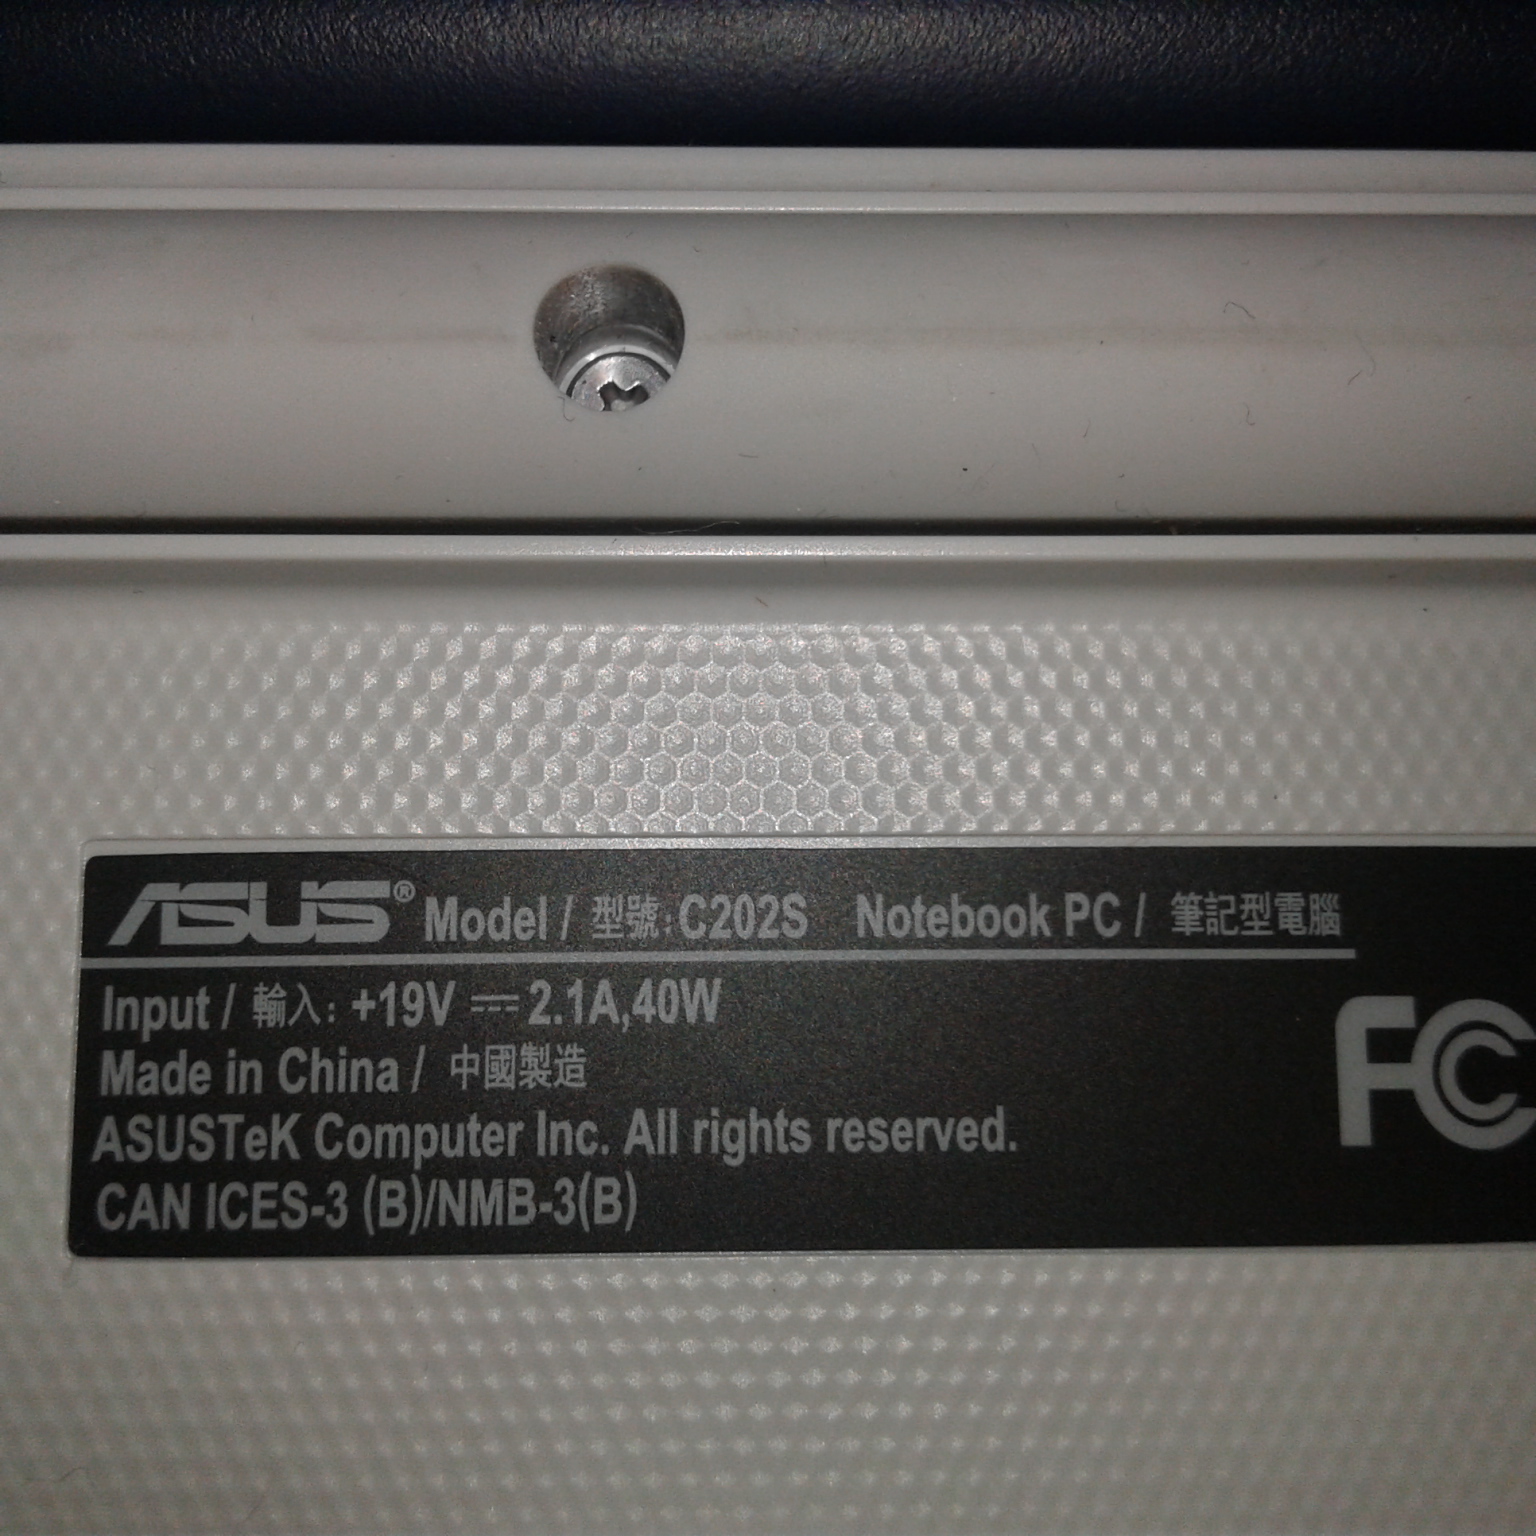 ASUS® Model / 型號: C202S Notebook PC / 筆記型電腦
Input / 輸入: +19V ⎓ 2.1A,40W
Made in China / 中國製造
ASUSTeK Computer Inc. All rights reserved.
CAN ICES-3 (B)/NMB-3(B)
FC